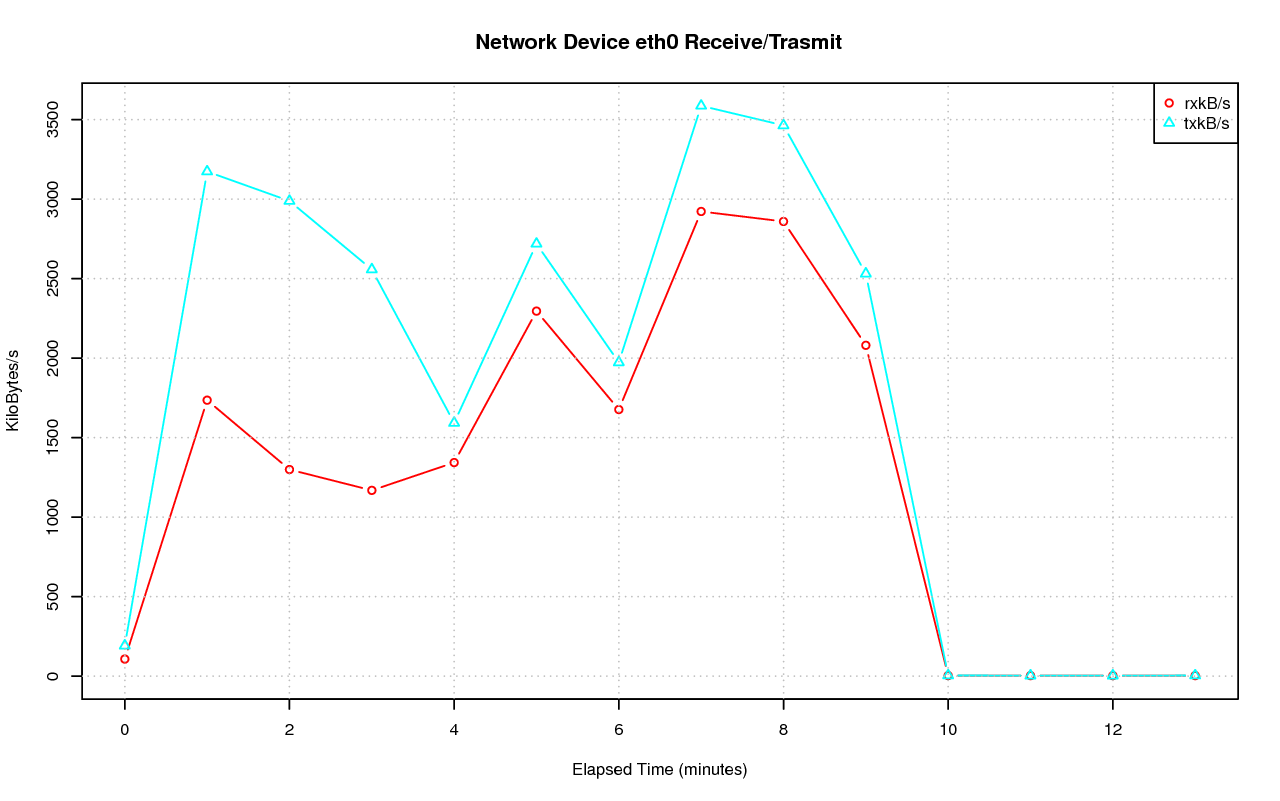 Network Device eth0 Receive/Trasmit
rxkB/s
txkB/s
3500
3000
2500
2000
1500
1000
500
0
KiloBytes/s
0 2 4 6 8 10 12
Elapsed Time (minutes)